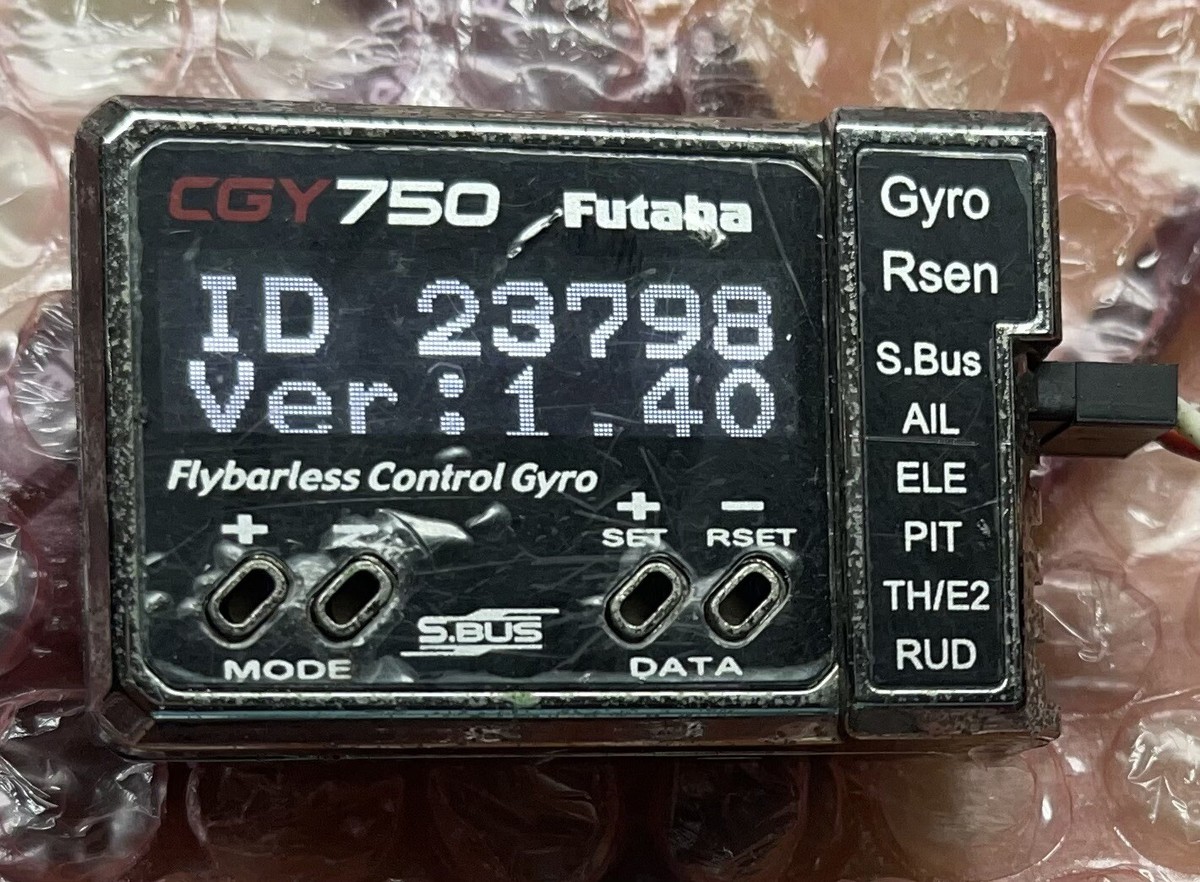 CGY750 Futaba
ID 23798
Ver:1.40
Flybarless Control Gyro
+ - + -
SET RSET
S.BUS
MODE DATA
Gyro
Rsen
S.Bus
AIL
ELE
PIT
TH/E2
RUD